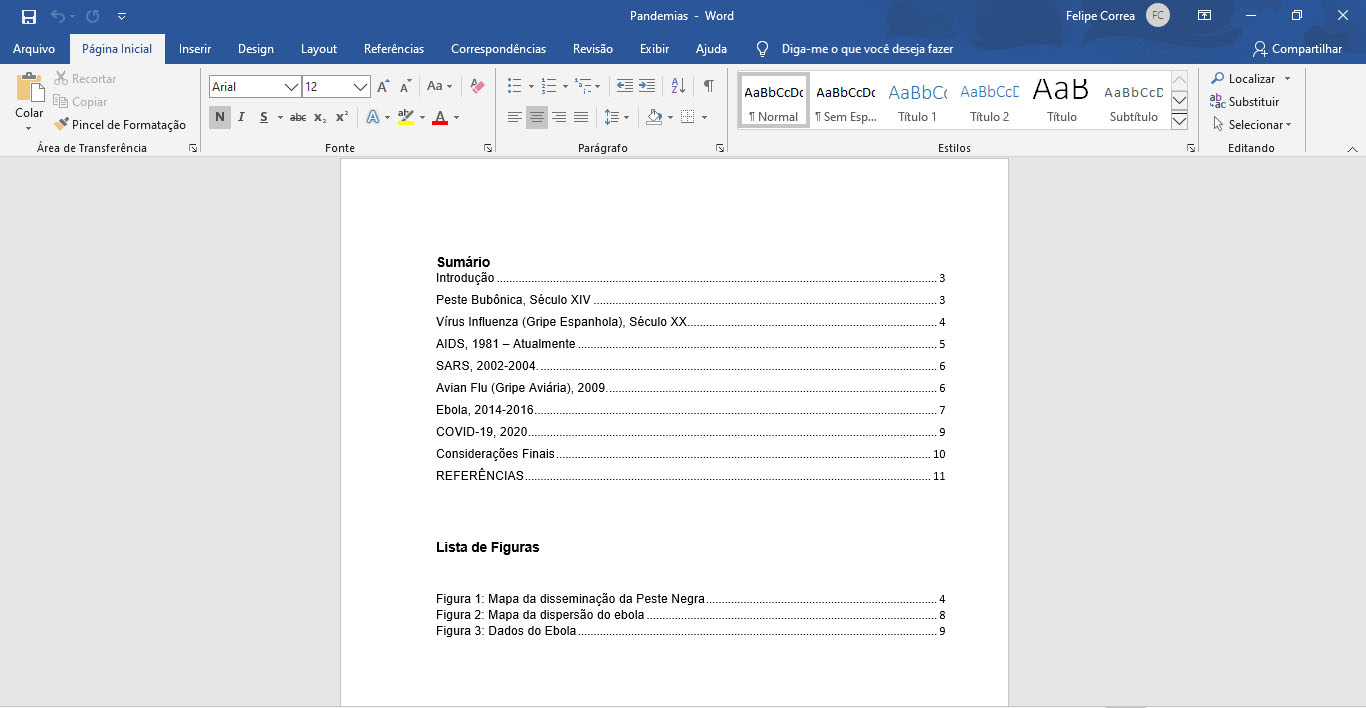 Pandemias - Word
Felipe Correa FC
Arquivo Página Inicial Inserir Design Layout Referências Correspondências Revisão Exibir Ajuda Diga-me o que você deseja fazer Compartilhar
Colar
Recortar
Copiar
Pincel de Formatação
Área de Transferência
Arial 12 A A Aa
N I S abc x₂ x² A ab A
Fonte
Parágrafo
AaBbCcDc AaBbCcDc AaBbCc AaBbCcD AaB AaBbCcD
¶ Normal ¶ Sem Esp... Título 1 Título 2 Título Subtítulo
Estilos
Localizar
Substituir
Selecionar
Editando
Sumário
Introdução 3
Peste Bubônica, Século XIV 3
Vírus Influenza (Gripe Espanhola), Século XX 4
AIDS, 1981 – Atualmente 5
SARS, 2002-2004. 6
Avian Flu (Gripe Aviária), 2009. 6
Ebola, 2014-2016 7
COVID-19, 2020 9
Considerações Finais 10
REFERÊNCIAS 11
Lista de Figuras
Figura 1: Mapa da disseminação da Peste Negra 4
Figura 2: Mapa da dispersão do ebola 8
Figura 3: Dados do Ebola 9